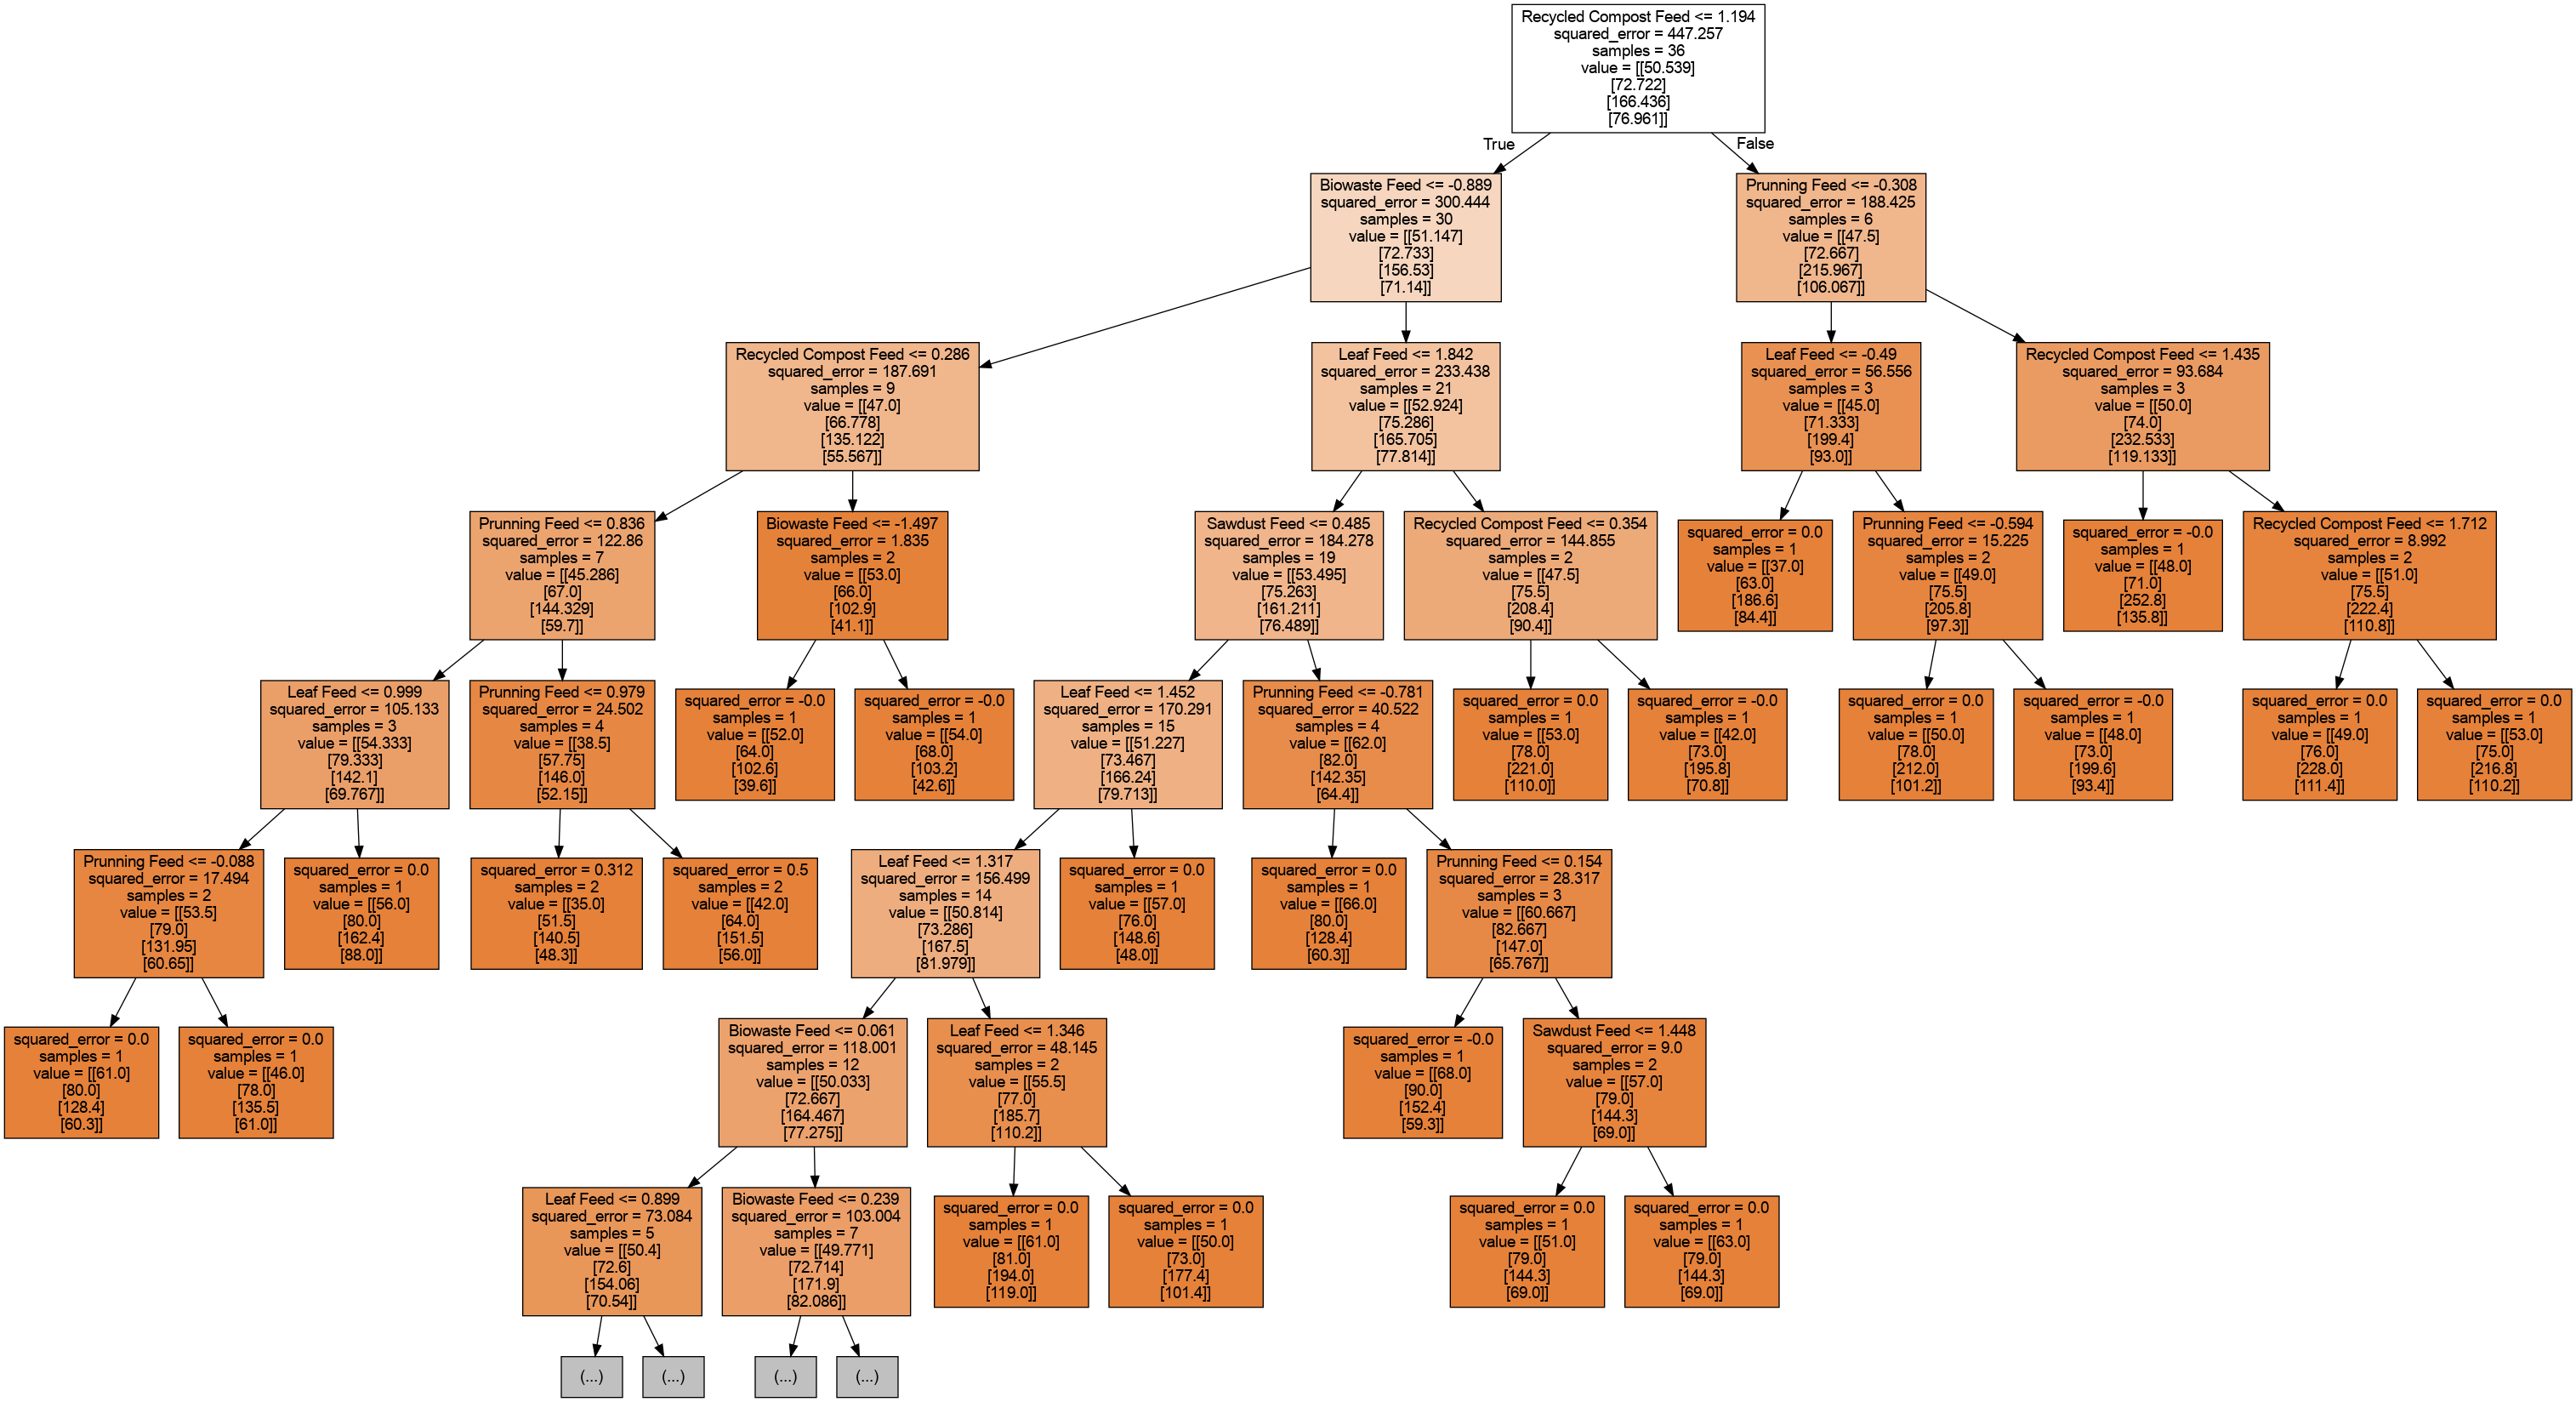 Recycled Compost Feed <= 1.194
squared_error = 447.257
samples = 36
value = [[50.539]
[72.722]
[166.436]
[76.961]]
True
False
Biowaste Feed <= -0.889
squared_error = 300.444
samples = 30
value = [[51.147]
[72.733]
[156.53]
[71.14]]
Prunning Feed <= -0.308
squared_error = 188.425
samples = 6
value = [[47.5]
[72.667]
[215.967]
[106.067]]
Recycled Compost Feed <= 0.286
squared_error = 187.691
samples = 9
value = [[47.0]
[66.778]
[135.122]
[55.567]]
Leaf Feed <= 1.842
squared_error = 233.438
samples = 21
value = [[52.924]
[75.286]
[165.705]
[77.814]]
Leaf Feed <= -0.49
squared_error = 56.556
samples = 3
value = [[45.0]
[71.333]
[199.4]
[93.0]]
Recycled Compost Feed <= 1.435
squared_error = 93.684
samples = 3
value = [[50.0]
[74.0]
[232.533]
[119.133]]
Prunning Feed <= 0.836
squared_error = 122.86
samples = 7
value = [[45.286]
[67.0]
[144.329]
[59.7]]
Biowaste Feed <= -1.497
squared_error = 1.835
samples = 2
value = [[53.0]
[66.0]
[102.9]
[41.1]]
Sawdust Feed <= 0.485
squared_error = 184.278
samples = 19
value = [[53.495]
[75.263]
[161.211]
[76.489]]
Recycled Compost Feed <= 0.354
squared_error = 144.855
samples = 2
value = [[47.5]
[75.5]
[208.4]
[90.4]]
squared_error = 0.0
samples = 1
value = [[37.0]
[63.0]
[186.6]
[84.4]]
Prunning Feed <= -0.594
squared_error = 15.225
samples = 2
value = [[49.0]
[75.5]
[205.8]
[97.3]]
squared_error = -0.0
samples = 1
value = [[48.0]
[71.0]
[252.8]
[135.8]]
Recycled Compost Feed <= 1.712
squared_error = 8.992
samples = 2
value = [[51.0]
[75.5]
[222.4]
[110.8]]
Leaf Feed <= 0.999
squared_error = 105.133
samples = 3
value = [[54.333]
[79.333]
[142.1]
[69.767]]
Prunning Feed <= 0.979
squared_error = 24.502
samples = 4
value = [[38.5]
[57.75]
[146.0]
[52.15]]
squared_error = -0.0
samples = 1
value = [[52.0]
[64.0]
[102.6]
[39.6]]
squared_error = -0.0
samples = 1
value = [[54.0]
[68.0]
[103.2]
[42.6]]
Leaf Feed <= 1.452
squared_error = 170.291
samples = 15
value = [[51.227]
[73.467]
[166.24]
[79.713]]
Prunning Feed <= -0.781
squared_error = 40.522
samples = 4
value = [[62.0]
[82.0]
[142.35]
[64.4]]
squared_error = 0.0
samples = 1
value = [[53.0]
[78.0]
[221.0]
[110.0]]
squared_error = -0.0
samples = 1
value = [[42.0]
[73.0]
[195.8]
[70.8]]
squared_error = 0.0
samples = 1
value = [[50.0]
[78.0]
[212.0]
[101.2]]
squared_error = -0.0
samples = 1
value = [[48.0]
[73.0]
[199.6]
[93.4]]
squared_error = 0.0
samples = 1
value = [[49.0]
[76.0]
[228.0]
[111.4]]
squared_error = 0.0
samples = 1
value = [[53.0]
[75.0]
[216.8]
[110.2]]
Prunning Feed <= -0.088
squared_error = 17.494
samples = 2
value = [[53.5]
[79.0]
[131.95]
[60.65]]
squared_error = 0.0
samples = 1
value = [[56.0]
[80.0]
[162.4]
[88.0]]
squared_error = 0.312
samples = 2
value = [[35.0]
[51.5]
[140.5]
[48.3]]
squared_error = 0.5
samples = 2
value = [[42.0]
[64.0]
[151.5]
[56.0]]
Leaf Feed <= 1.317
squared_error = 156.499
samples = 14
value = [[50.814]
[73.286]
[167.5]
[81.979]]
squared_error = 0.0
samples = 1
value = [[57.0]
[76.0]
[148.6]
[48.0]]
squared_error = 0.0
samples = 1
value = [[66.0]
[80.0]
[128.4]
[60.3]]
Prunning Feed <= 0.154
squared_error = 28.317
samples = 3
value = [[60.667]
[82.667]
[147.0]
[65.767]]
squared_error = 0.0
samples = 1
value = [[61.0]
[80.0]
[128.4]
[60.3]]
squared_error = 0.0
samples = 1
value = [[46.0]
[78.0]
[135.5]
[61.0]]
Biowaste Feed <= 0.061
squared_error = 118.001
samples = 12
value = [[50.033]
[72.667]
[164.467]
[77.275]]
Leaf Feed <= 1.346
squared_error = 48.145
samples = 2
value = [[55.5]
[77.0]
[185.7]
[110.2]]
squared_error = -0.0
samples = 1
value = [[68.0]
[90.0]
[152.4]
[59.3]]
Sawdust Feed <= 1.448
squared_error = 9.0
samples = 2
value = [[57.0]
[79.0]
[144.3]
[69.0]]
Leaf Feed <= 0.899
squared_error = 73.084
samples = 5
value = [[50.4]
[72.6]
[154.06]
[70.54]]
Biowaste Feed <= 0.239
squared_error = 103.004
samples = 7
value = [[49.771]
[72.714]
[171.9]
[82.086]]
squared_error = 0.0
samples = 1
value = [[61.0]
[81.0]
[194.0]
[119.0]]
squared_error = 0.0
samples = 1
value = [[50.0]
[73.0]
[177.4]
[101.4]]
squared_error = 0.0
samples = 1
value = [[51.0]
[79.0]
[144.3]
[69.0]]
squared_error = 0.0
samples = 1
value = [[63.0]
[79.0]
[144.3]
[69.0]]
(...)
(...)
(...)
(...)